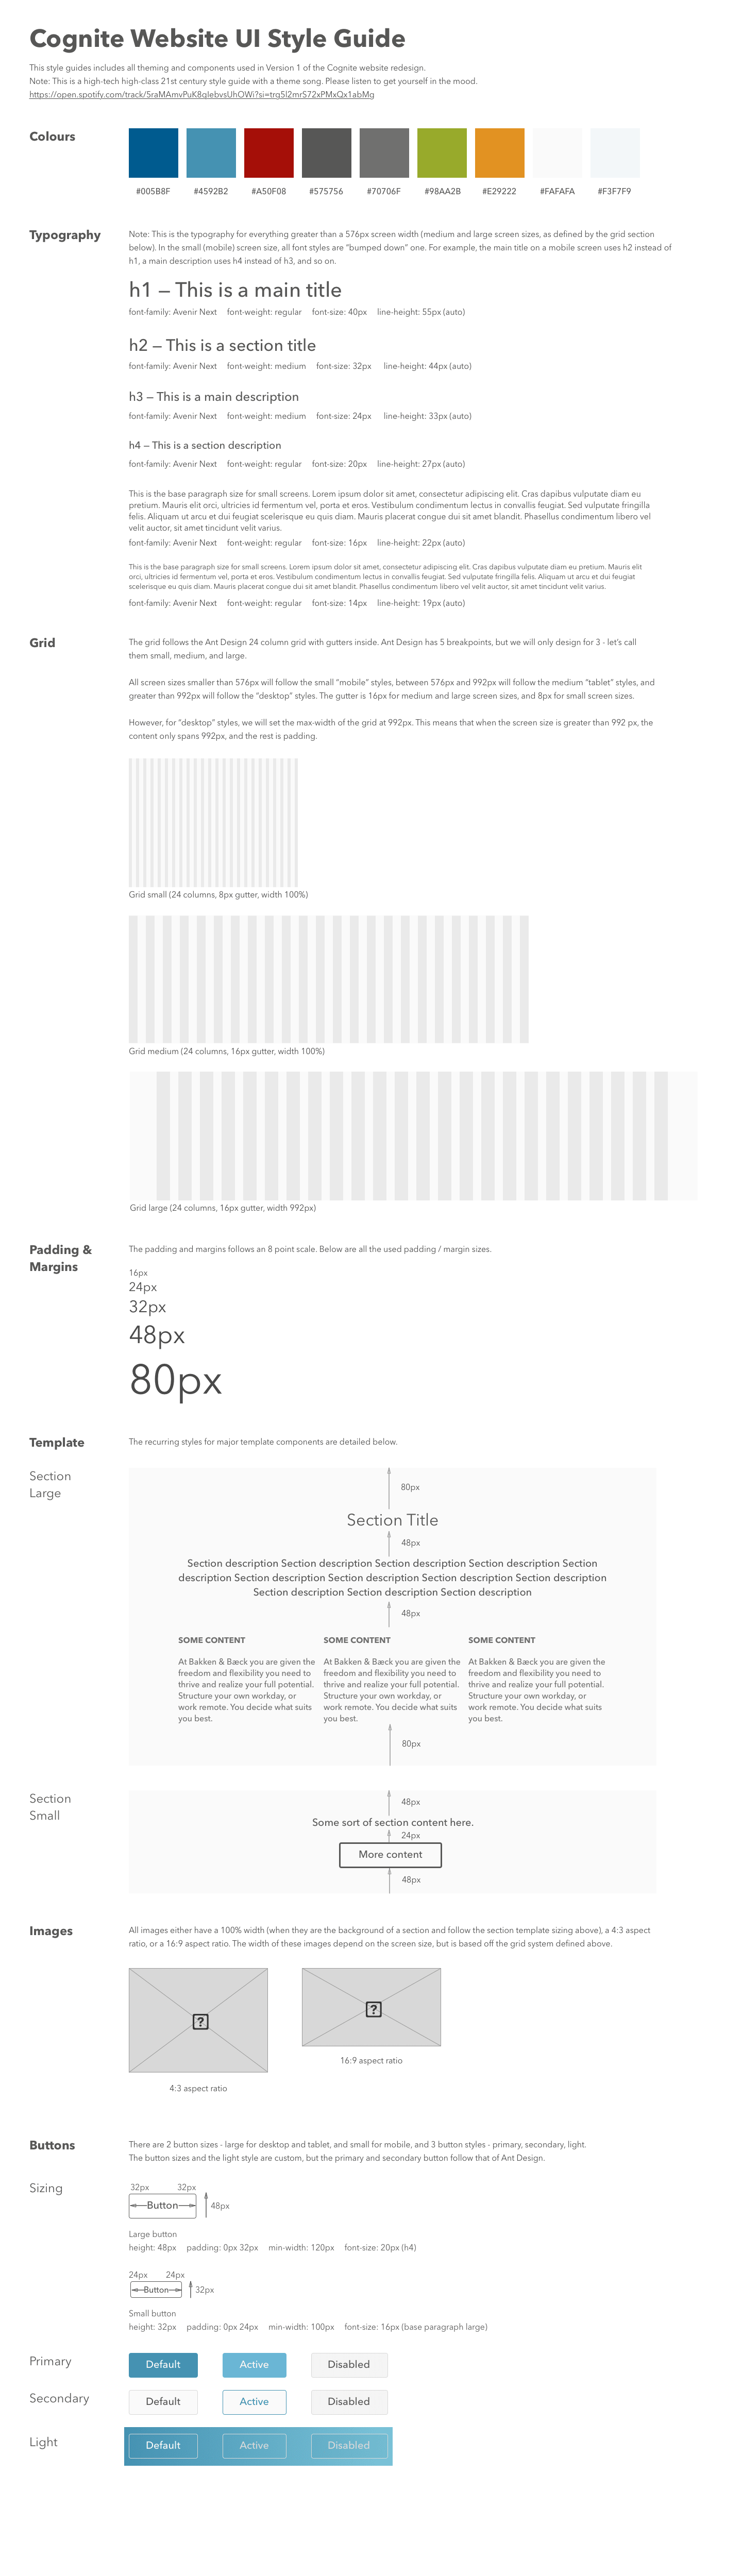 Cognite Website UI Style Guide
This style guides includes all theming and components used in Version 1 of the Cognite website redesign.
Note: This is a high-tech high-class 21st century style guide with a theme song. Please listen to get yourself in the mood.
https://open.spotify.com/track/5raMAmvPuK8qIebvsUhOWi?si=trg5I2mrS72xPMxQx1abMg
Colours
#005B8F
#4592B2
#A50F08
#575756
#70706F
#98AA2B
#E29222
#FAFAFA
#F3F7F9
Typography
Note: This is the typography for everything greater than a 576px screen width (medium and large screen sizes, as defined by the grid section
below). In the small (mobile) screen size, all font styles are “bumped down” one. For example, the main title on a mobile screen uses h2 instead of
h1, a main description uses h4 instead of h3, and so on.
h1 – This is a main title
font-family: Avenir Next font-weight: regular font-size: 40px line-height: 55px (auto)
h2 – This is a section title
font-family: Avenir Next font-weight: medium font-size: 32px line-height: 44px (auto)
h3 – This is a main description
font-family: Avenir Next font-weight: medium font-size: 24px line-height: 33px (auto)
h4 – This is a section description
font-family: Avenir Next font-weight: regular font-size: 20px line-height: 27px (auto)
This is the base paragraph size for small screens. Lorem ipsum dolor sit amet, consectetur adipiscing elit. Cras dapibus vulputate diam eu
pretium. Mauris elit orci, ultricies id fermentum vel, porta et eros. Vestibulum condimentum lectus in convallis feugiat. Sed vulputate fringilla
felis. Aliquam ut arcu et dui feugiat scelerisque eu quis diam. Mauris placerat congue dui sit amet blandit. Phasellus condimentum libero vel
velit auctor, sit amet tincidunt velit varius.
font-family: Avenir Next font-weight: regular font-size: 16px line-height: 22px (auto)
This is the base paragraph size for small screens. Lorem ipsum dolor sit amet, consectetur adipiscing elit. Cras dapibus vulputate diam eu pretium. Mauris elit
orci, ultricies id fermentum vel, porta et eros. Vestibulum condimentum lectus in convallis feugiat. Sed vulputate fringilla felis. Aliquam ut arcu et dui feugiat
scelerisque eu quis diam. Mauris placerat congue dui sit amet blandit. Phasellus condimentum libero vel velit auctor, sit amet tincidunt velit varius.
font-family: Avenir Next font-weight: regular font-size: 14px line-height: 19px (auto)
Grid
The grid follows the Ant Design 24 column grid with gutters inside. Ant Design has 5 breakpoints, but we will only design for 3 - let’s call
them small, medium, and large.
All screen sizes smaller than 576px will follow the small “mobile” styles, between 576px and 992px will follow the medium “tablet” styles, and
greater than 992px will follow the “desktop” styles. The gutter is 16px for medium and large screen sizes, and 8px for small screen sizes.
However, for “desktop” styles, we will set the max-width of the grid at 992px. This means that when the screen size is greater than 992 px, the
content only spans 992px, and the rest is padding.
Grid small (24 columns, 8px gutter, width 100%)
Grid medium (24 columns, 16px gutter, width 100%)
Grid large (24 columns, 16px gutter, width 992px)
Padding &
Margins
The padding and margins follows an 8 point scale. Below are all the used padding / margin sizes.
16px
24px
32px
48px
80px
Template
The recurring styles for major template components are detailed below.
Section
Large
80px
Section Title
48px
Section description Section description Section description Section description Section
description Section description Section description Section description Section description
Section description Section description Section description
48px
SOME CONTENT
At Bakken & Bæck you are given the
freedom and flexibility you need to
thrive and realize your full potential.
Structure your own workday, or
work remote. You decide what suits
you best.
SOME CONTENT
At Bakken & Bæck you are given the
freedom and flexibility you need to
thrive and realize your full potential.
Structure your own workday, or
work remote. You decide what suits
you best.
SOME CONTENT
At Bakken & Bæck you are given the
freedom and flexibility you need to
thrive and realize your full potential.
Structure your own workday, or
work remote. You decide what suits
you best.
80px
Section
Small
48px
Some sort of section content here.
24px
More content
48px
Images
All images either have a 100% width (when they are the background of a section and follow the section template sizing above), a 4:3 aspect
ratio, or a 16:9 aspect ratio. The width of these images depend on the screen size, but is based off the grid system defined above.
?
?
16:9 aspect ratio
4:3 aspect ratio
Buttons
There are 2 button sizes - large for desktop and tablet, and small for mobile, and 3 button styles - primary, secondary, light.
The button sizes and the light style are custom, but the primary and secondary button follow that of Ant Design.
Sizing
32px 32px
Button
48px
Large button
height: 48px padding: 0px 32px min-width: 120px font-size: 20px (h4)
24px 24px
Button
32px
Small button
height: 32px padding: 0px 24px min-width: 100px font-size: 16px (base paragraph large)
Primary
Default
Active
Disabled
Secondary
Default
Active
Disabled
Light
Default
Active
Disabled